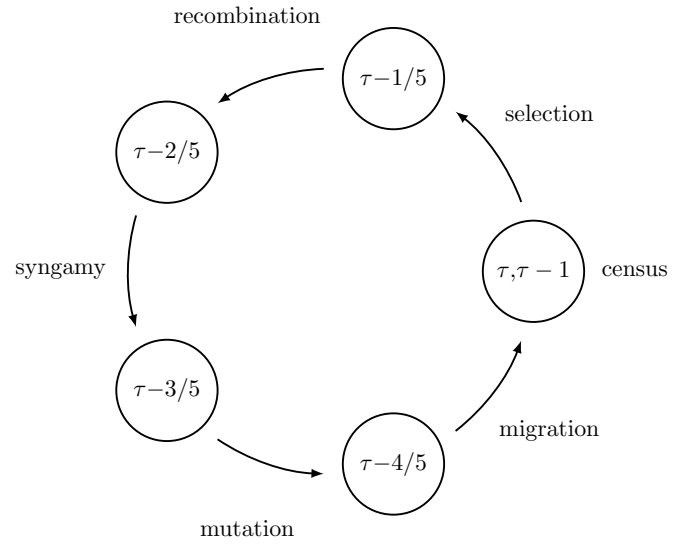 recombination
τ−1/5
selection
τ−2/5
syngamy
τ,τ − 1
census
τ−3/5
migration
τ−4/5
mutation